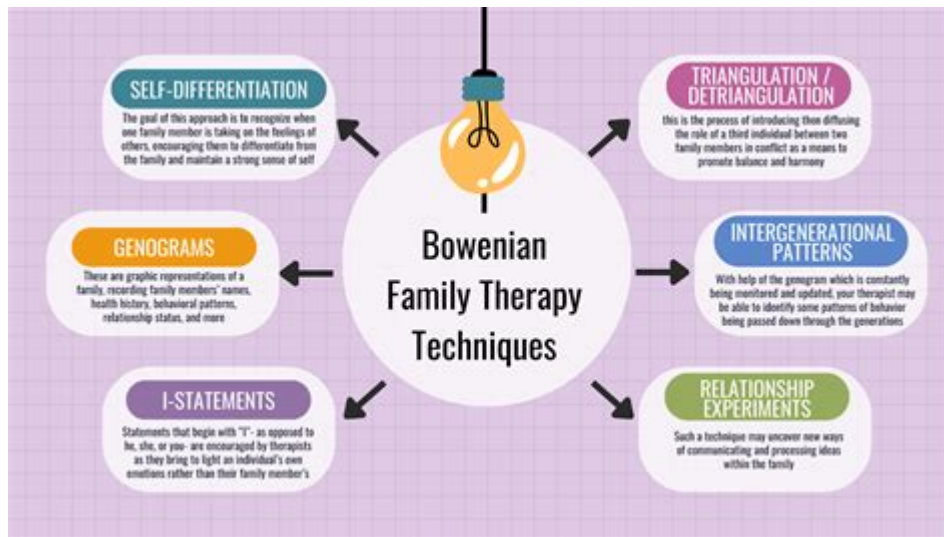 SELF-DIFFERENTIATION
The goal of this approach is to recognize when
one family member is taking on the feelings of
others, encouraging them to differentiate from
the family and maintain a strong sense of self
TRIANGULATION /
DETRIANGULATION
this is the process of introducing then diffusing
the role of a third individual between two
family members in conflict as a means to
promote balance and harmony
Bowenian
Family Therapy
Techniques
GENOGRAMS
These are graphic representations of a
family, recording family members' names,
health history, behavioral patterns,
relationship status, and more
INTERGENERATIONAL
PATTERNS
With help of the genogram which is constantly
being monitored and updated, your therapist may
be able to identify some patterns of behavior
being passed down through the generations
I-STATEMENTS
Statements that begin with "I"- as opposed to
he, she, or you- are encouraged by therapists
as they bring to light an individual's own
emotions rather than their family member's
RELATIONSHIP
EXPERIMENTS
Such a technique may uncover new ways
of communicating and processing ideas
within the family